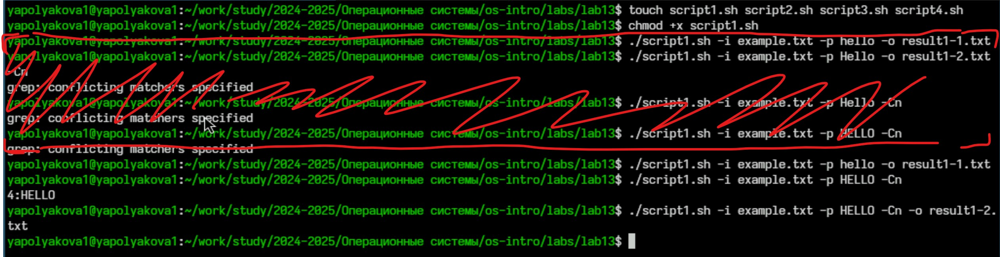 yapolyakova1@yapolyakova1:~/work/study/2024-2025/Операционные системы/os-intro/labs/lab13$ touch script1.sh script2.sh script3.sh script4.sh
yapolyakova1@yapolyakova1:~/work/study/2024-2025/Операционные системы/os-intro/labs/lab13$ chmod +x script1.sh
yapolyakova1@yapolyakova1:~/work/study/2024-2025/Операционные системы/os-intro/labs/lab13$ ./script1.sh -i example.txt -p hello -o result1-1.txt
yapolyakova1@yapolyakova1:~/work/study/2024-2025/Операционные системы/os-intro/labs/lab13$ ./script1.sh -i example.txt -p Hello -o result1-2.txt
-Cn
grep: conflicting matchers specified
yapolyakova1@yapolyakova1:~/work/study/2024-2025/Операционные системы/os-intro/labs/lab13$ ./script1.sh -i example.txt -p Hello -Cn
grep: conflicting matchers specified
yapolyakova1@yapolyakova1:~/work/study/2024-2025/Операционные системы/os-intro/labs/lab13$ ./script1.sh -i example.txt -p HELLO -Cn
grep: conflicting matchers specified
yapolyakova1@yapolyakova1:~/work/study/2024-2025/Операционные системы/os-intro/labs/lab13$ ./script1.sh -i example.txt -p hello -o result1-1.txt
yapolyakova1@yapolyakova1:~/work/study/2024-2025/Операционные системы/os-intro/labs/lab13$ ./script1.sh -i example.txt -p HELLO -Cn
4:HELLO
yapolyakova1@yapolyakova1:~/work/study/2024-2025/Операционные системы/os-intro/labs/lab13$ ./script1.sh -i example.txt -p HELLO -Cn -o result1-2.
txt
yapolyakova1@yapolyakova1:~/work/study/2024-2025/Операционные системы/os-intro/labs/lab13$